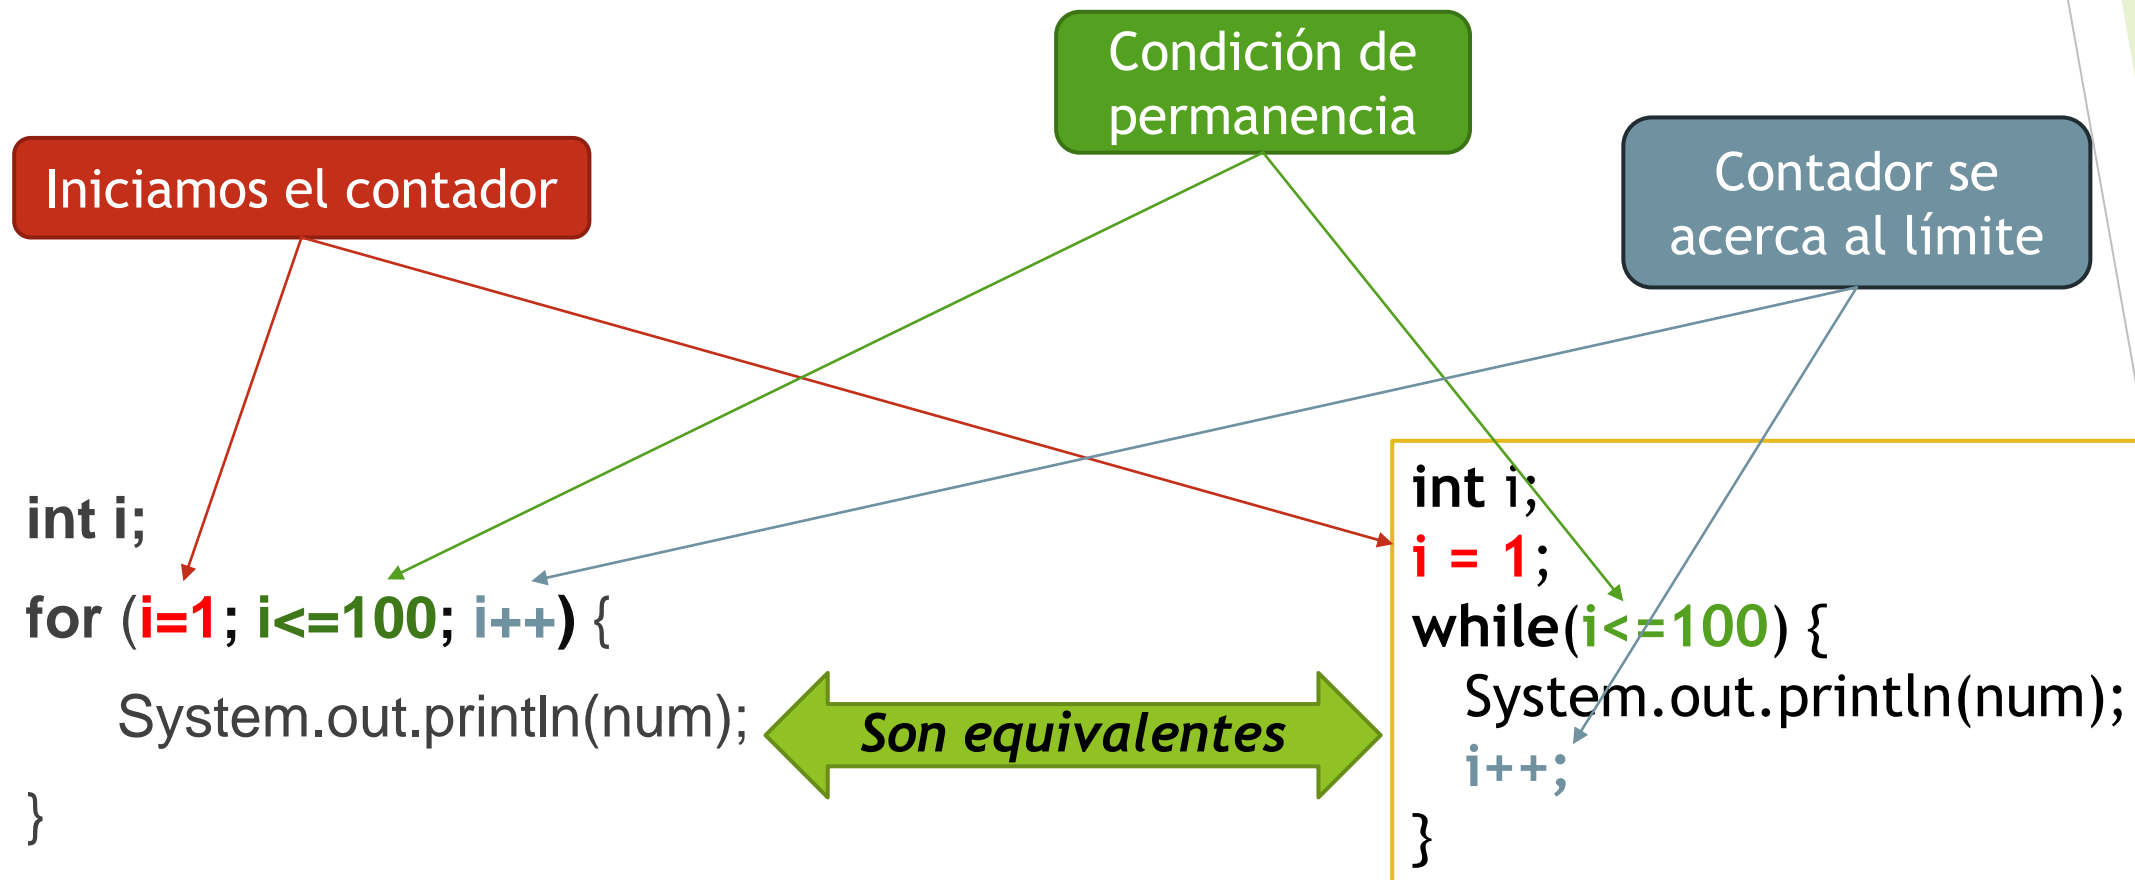 Condición de
permanencia
Iniciamos el contador
Contador se
acerca al límite
int i;
for (i=1; i<=100; i++) {
System.out.println(num);
}
Son equivalentes
int i;
i = 1;
while(i<=100) {
System.out.println(num);
i++;
}